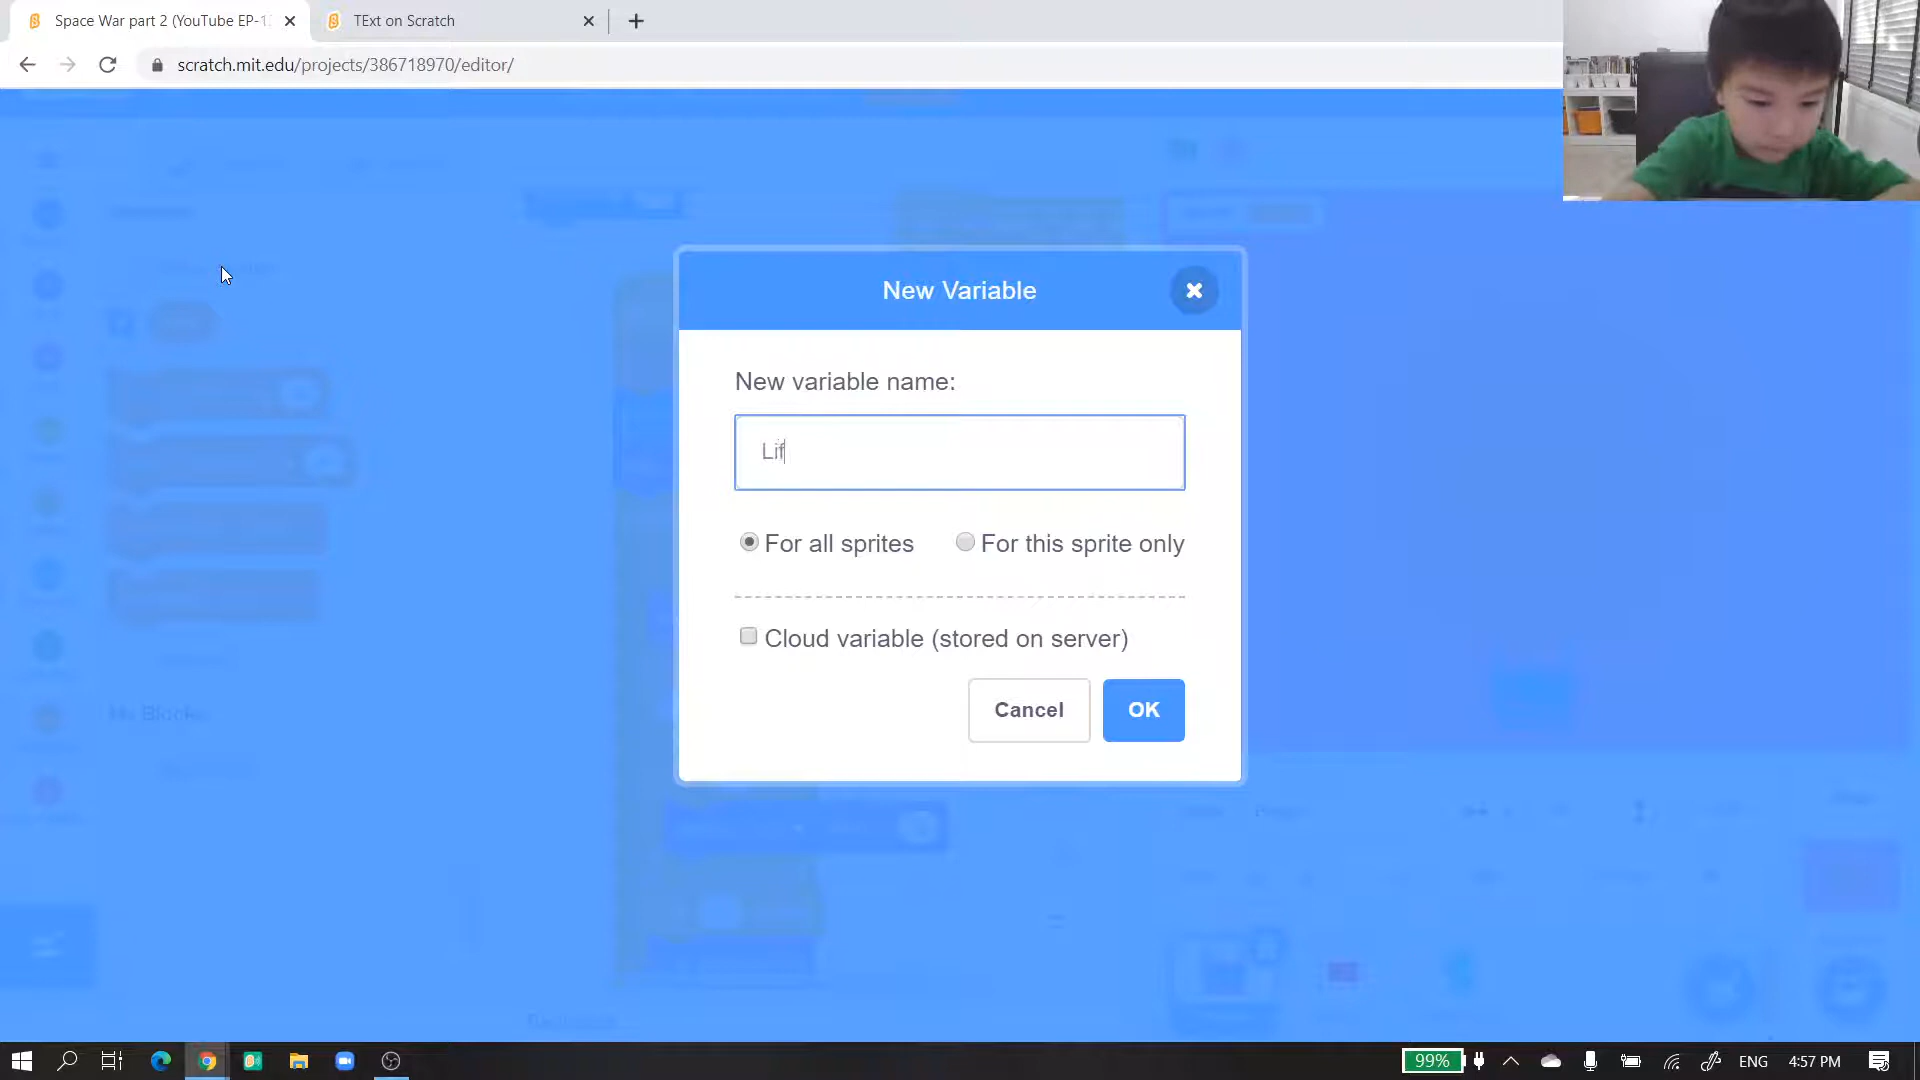 Space War part 2 (YouTube EP-1
TExt on Scratch
scratch.mit.edu/projects/386718970/editor/
New Variable
New variable name:
Lif
For all sprites
For this sprite only
Cloud variable (stored on server)
Cancel
OK
My Blocks
99%
ENG
4:57 PM